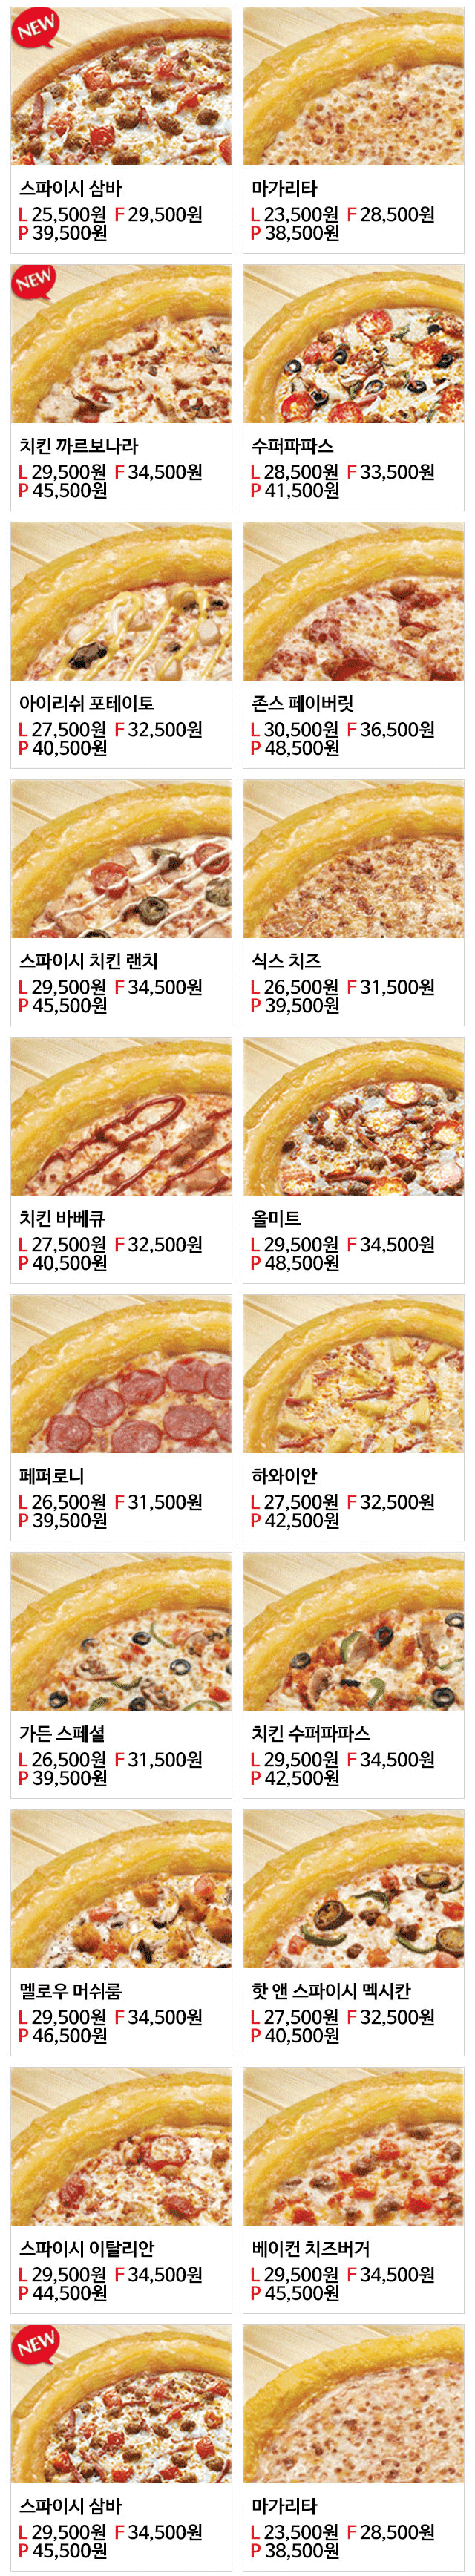 NEW
스파이시 삼바
L 25,500원 F 29,500원
P 39,500원
마가리타
L 23,500원 F 28,500원
P 38,500원
NEW
치킨 까르보나라
L 29,500원 F 34,500원
P 45,500원
수퍼파파스
L 28,500원 F 33,500원
P 41,500원
아이리쉬 포테이토
L 27,500원 F 32,500원
P 40,500원
존스 페이버릿
L 30,500원 F 36,500원
P 48,500원
스파이시 치킨 랜치
L 29,500원 F 34,500원
P 45,500원
식스 치즈
L 26,500원 F 31,500원
P 39,500원
치킨 바베큐
L 27,500원 F 32,500원
P 40,500원
올미트
L 29,500원 F 34,500원
P 48,500원
페퍼로니
L 26,500원 F 31,500원
P 39,500원
하와이안
L 27,500원 F 32,500원
P 42,500원
가든 스페셜
L 26,500원 F 31,500원
P 39,500원
치킨 수퍼파파스
L 29,500원 F 34,500원
P 42,500원
멜로우 머쉬룸
L 29,500원 F 34,500원
P 46,500원
핫 앤 스파이시 멕시칸
L 27,500원 F 32,500원
P 40,500원
스파이시 이탈리안
L 29,500원 F 34,500원
P 44,500원
베이컨 치즈버거
L 29,500원 F 34,500원
P 45,500원
NEW
스파이시 삼바
L 29,500원 F 34,500원
P 45,500원
마가리타
L 23,500원 F 28,500원
P 38,500원